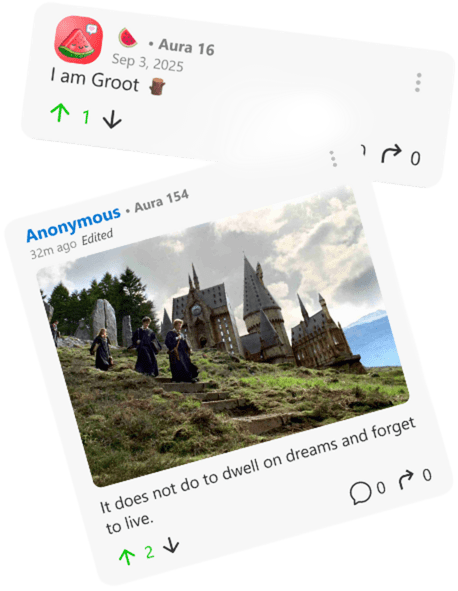 🍉 • Aura 16
Sep 3, 2025
I am Groot 🪵
1
0
Anonymous • Aura 154
32m ago Edited
It does not do to dwell on dreams and forget
to live.
2
0 0